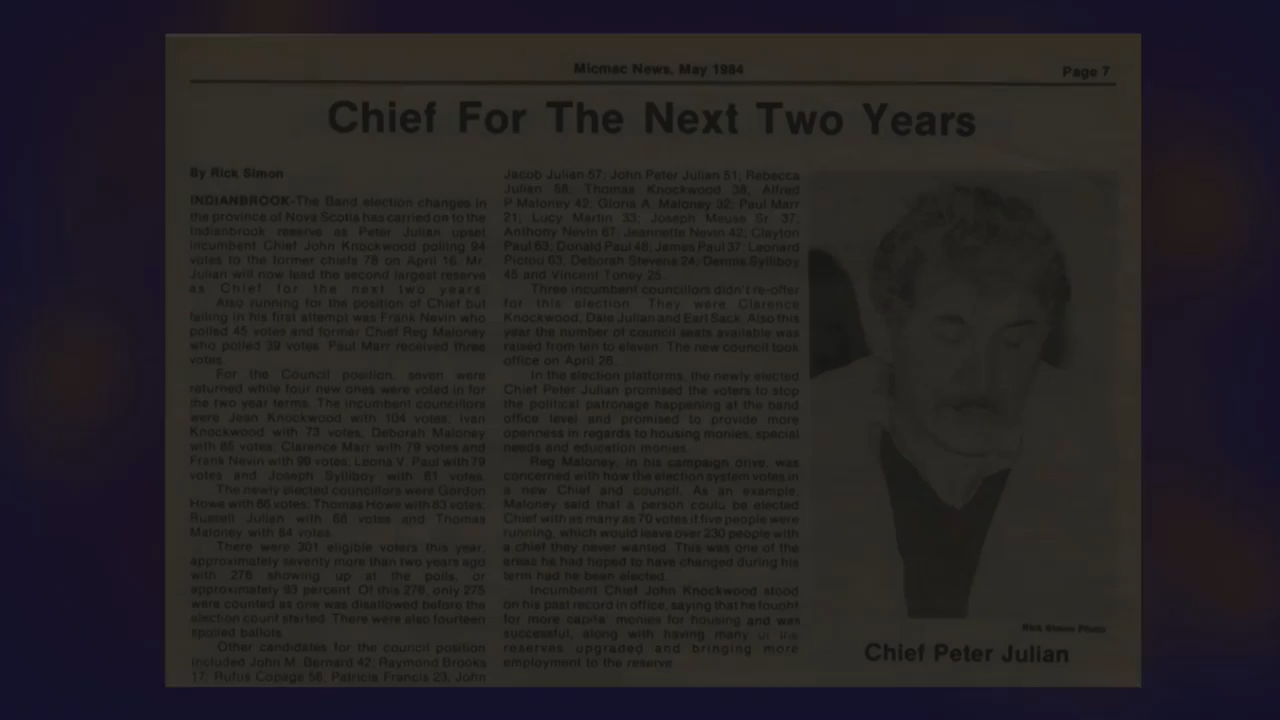 Micmac News, May 1984
Page 7
Chief For The Next Two Years
By Rick Simon
INDIANBROOK-The Band election changes in
the province of Nova Scotia has carried on to the
Indianbrook reserve as Peter Julian upset
incumbent Chief John Knockwood polling 94
votes to the former chiefs 78 on April 16. Mr.
Julian will now lead the second largest reserve
as Chief for the next two years.
Also running for the position of Chief but
failing in his first attempt was Frank Nevin who
polled 45 votes and former Chief Reg Maloney
who polled 39 votes. Paul Marr received three
votes.
For the Council position, seven were
returned while four new ones were voted in for
the two year terms. The incumbent councillors
were Jean Knockwood with 104 votes, Ivan
Knockwood with 73 votes, Deborah Maloney
with 65 votes, Clarance Marr with 79 votes and
Frank Nevin with 99 votes, Leona V. Paul with 79
votes and Joseph Sylliboy with 81 votes.
The newly elected councillors were Gordon
Howe with 86 votes; Thomas Howe with 83 votes;
Russell Julian with 68 votes and Thomas
Maloney with 64 votes.
There were 301 eligible voters this year,
approximately seventy more than two years ago
with 276 showing up at the polls, or
approximately 93 percent. Of this 276, only 275
were counted as one was disallowed before the
election count started. There were also fourteen
spoiled ballots.
Other candidates for the council position
included John M. Bernard 42; Raymond Brooks
17; Rufus Copage 56; Patricia Francis 23; John
Jacob Julian 57; John Peter Julian 51; Rebecca
Julian 58; Thomas Knockwood 38; Alfred
P. Maloney 42; Gloria A. Maloney 32; Paul Marr
21; Lucy Martin 33; Joseph Meuse Sr. 37;
Anthony Nevin 67; Jeannette Nevin 42; Clayton
Paul 63; Donald Paul 48; James Paul 37; Leonard
Pictou 63; Deborah Stevens 24; Dennis Sylliboy
45 and Vincent Toney 25.
Three incumbent councillors didn't re-offer
for this election. They were Clarence
Knockwood, Dale Julian and Earl Sack. Also this
year the number of council seats available was
raised from ten to eleven. The new council took
office on April 26.
In the election platforms, the newly elected
Chief Peter Julian promised the voters to stop
the political patronage happening at the band
office level and promised to provide more
openness in regards to housing monies, special
needs and education monies.
Reg Maloney, in his campaign drive, was
concerned with how the election system votes in
a new Chief and council. As an example,
Maloney said that a person could be elected
Chief with as many as 70 votes if five people were
running, which would leave over 230 people with
a chief they never wanted. This was one of the
areas he had hoped to have changed during his
term had he been elected.
Incumbent Chief John Knockwood stood
on his past record in office, saying that he fought
for more capital monies for housing and was
successful, along with having many of the
reserves upgraded and bringing more
employment to the reserve.
Rick Simon Photo
Chief Peter Julian